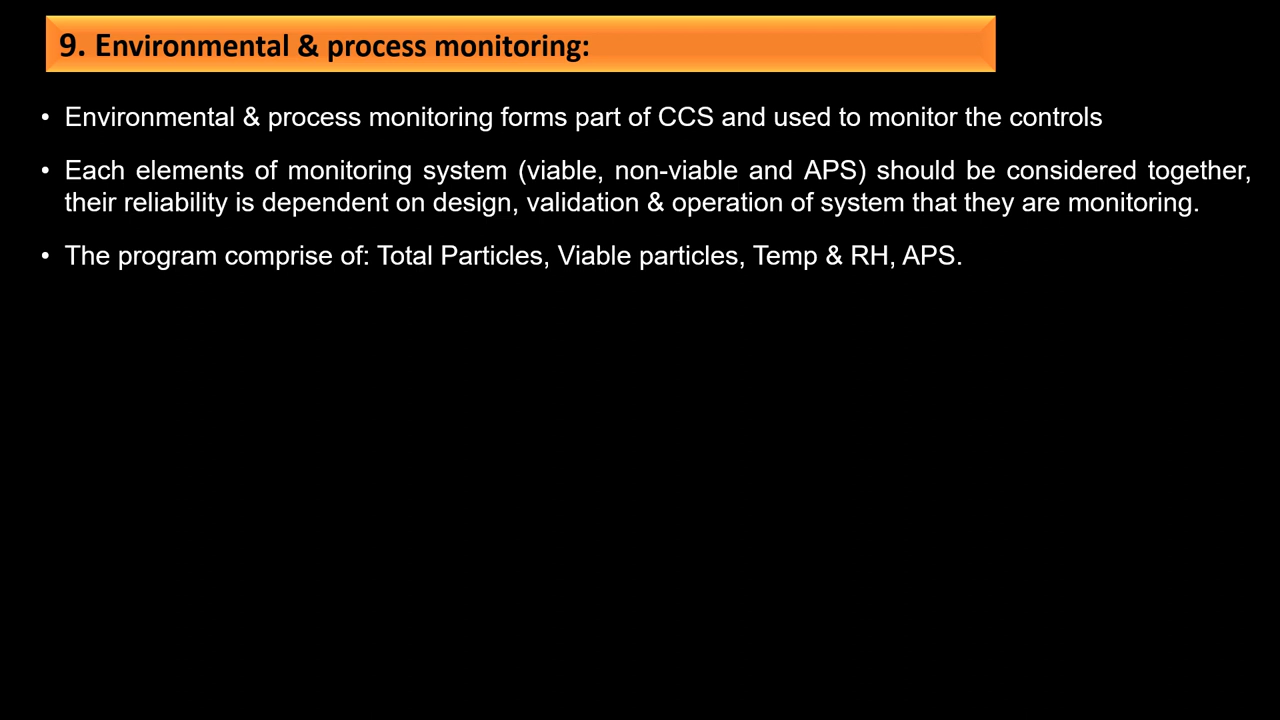 9. Environmental & process monitoring:
• Environmental & process monitoring forms part of CCS and used to monitor the controls
• Each elements of monitoring system (viable, non-viable and APS) should be considered together,
their reliability is dependent on design, validation & operation of system that they are monitoring.
• The program comprise of: Total Particles, Viable particles, Temp & RH, APS.